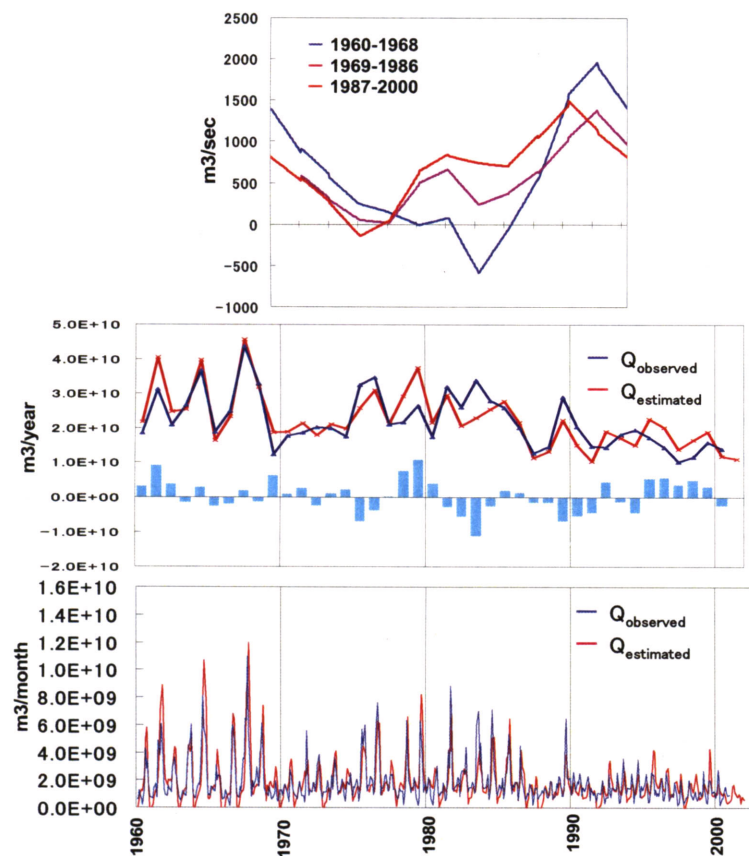 2500
2000
1500
1000
500
0
-500
-1000
m3/sec
1960-1968
1969-1986
1987-2000
5.0E+10
4.0E+10
3.0E+10
2.0E+10
1.0E+10
0.0E+00
-1.0E+10
-2.0E+10
m3/year
Qobserved
Qestimated
1.6E+10
1.4E+10
1.2E+10
1.0E+10
8.0E+09
6.0E+09
4.0E+09
2.0E+09
0.0E+00
m3/month
Qobserved
Qestimated
1960
1970
1980
1990
2000